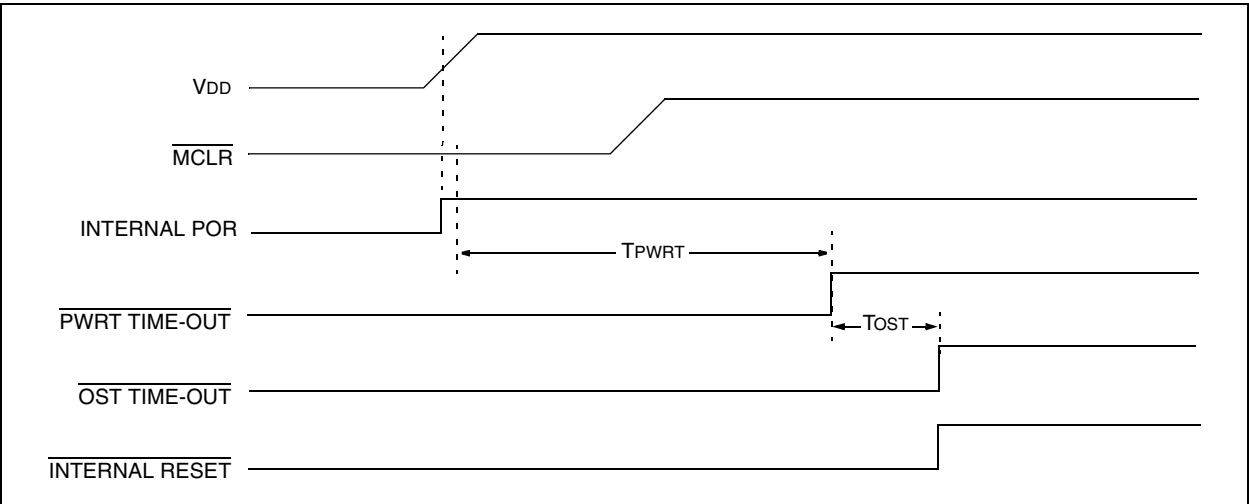 VDD
MCLR
INTERNAL POR
TPWRT
PWRT TIME-OUT
TOST
OST TIME-OUT
INTERNAL RESET